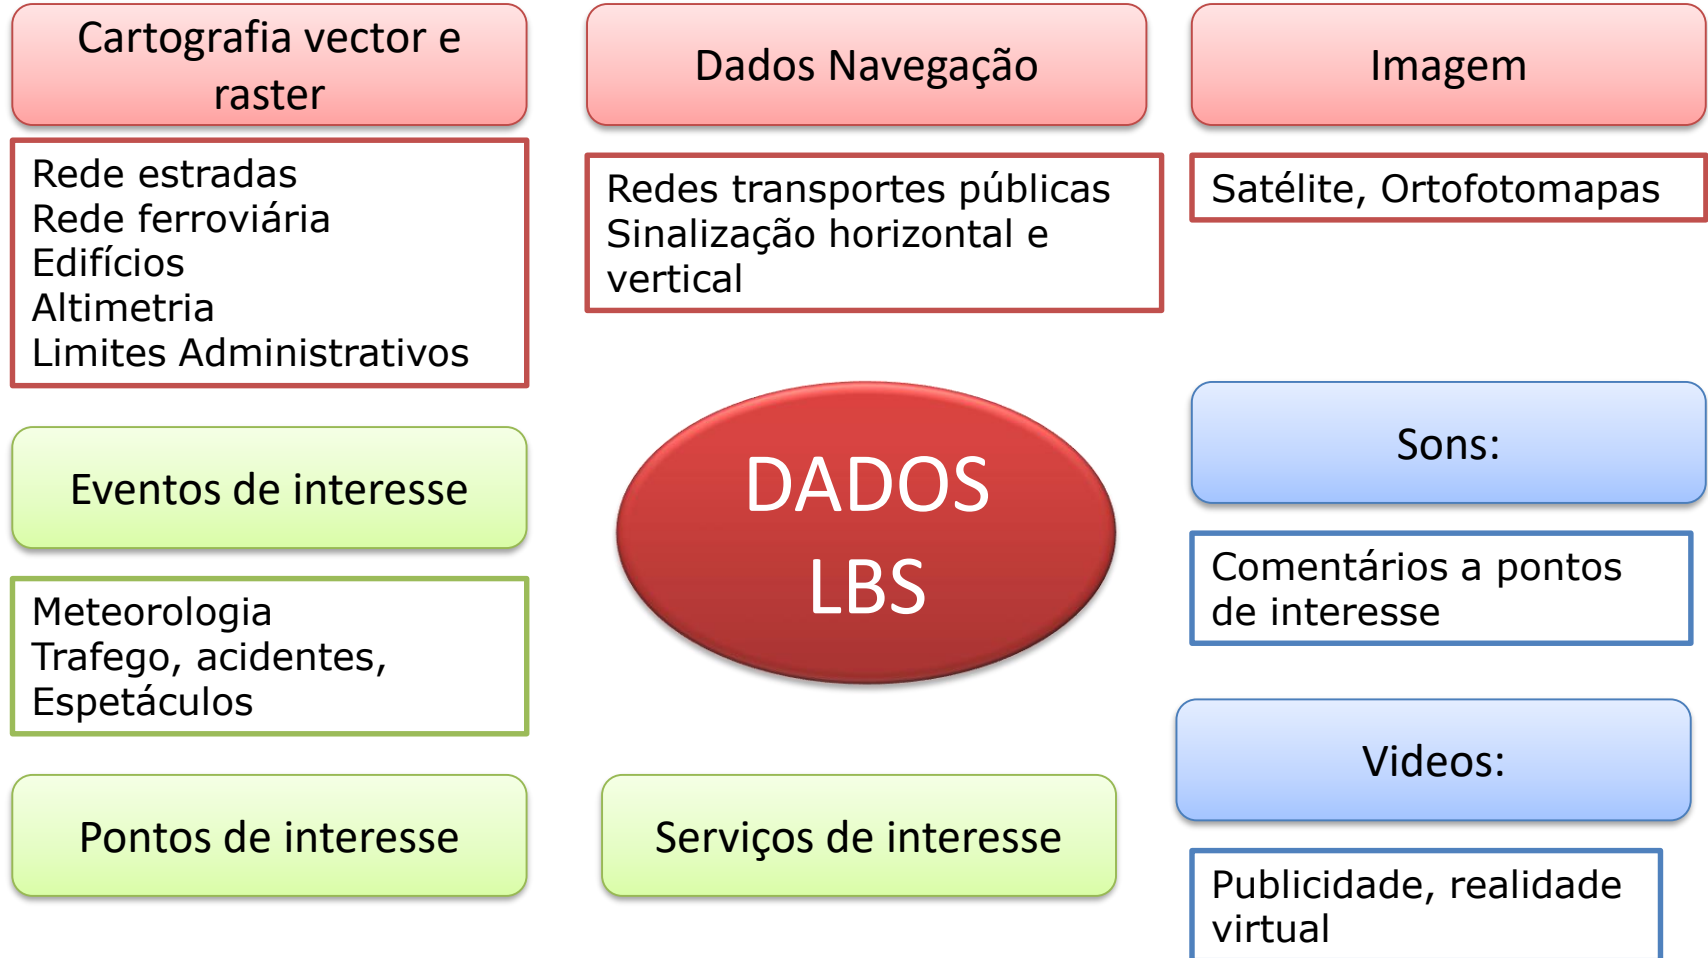 Cartografia vector e
raster
Rede estradas
Rede ferroviária
Edifícios
Altimetria
Limites Administrativos
Dados Navegação
Redes transportes públicas
Sinalização horizontal e
vertical
Imagem
Satélite, Ortofotomapas
DADOS
LBS
Eventos de interesse
Meteorologia
Trafego, acidentes,
Espetáculos
Sons:
Comentários a pontos
de interesse
Pontos de interesse
Serviços de interesse
Videos:
Publicidade, realidade
virtual